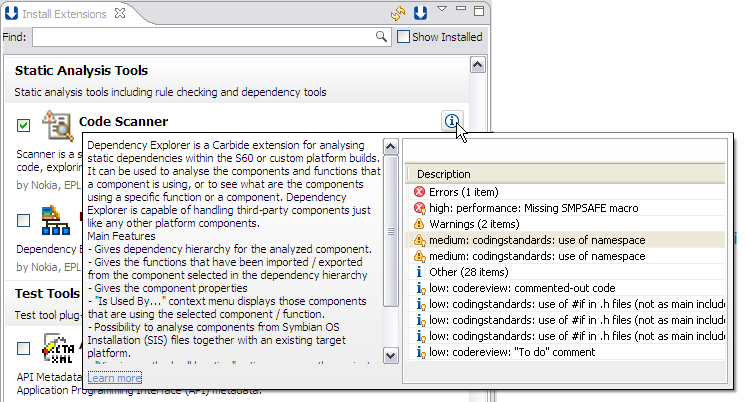 Install Extensions
Find:
Show Installed
Static Analysis Tools
Static analysis tools including rule checking and dependency tools
Code Scanner
Scanner is a s
code, explorin
by Nokia, EPL
Dependency E
by Nokia, EPL
Test Tools
Test tool plug-
API Metadata
Application Programming Interface (API) metadata.
Dependency Explorer is a Carbide extension for analysing
static dependencies within the S60 or custom platform builds.
It can be used to analyse the components and functions that
a component is using, or to see what are the components
using a specific function or a component. Dependency
Explorer is capable of handling third-party components just
like any other platform components.
Main Features
- Gives dependency hierarchy for the analyzed component.
- Gives the functions that have been imported / exported
from the component selected in the dependency hierarchy
- Gives the component properties
- "Is Used By..." context menu displays those components
that are using the selected component / function.
- Possibility to analyse components from Symbian OS
Installation (SIS) files together with an existing target
platform.
Learn more
Description
Errors (1 item)
high: performance: Missing SMPSAFE macro
Warnings (2 items)
medium: codingstandards: use of namespace
medium: codingstandards: use of namespace
Other (28 items)
low: codereview: commented-out code
low: codingstandards: use of #if in .h files (not as main include
low: codingstandards: use of #if in .h files (not as main include
low: codingstandards: use of #if in .h files (not as main include
low: codereview: "To do" comment